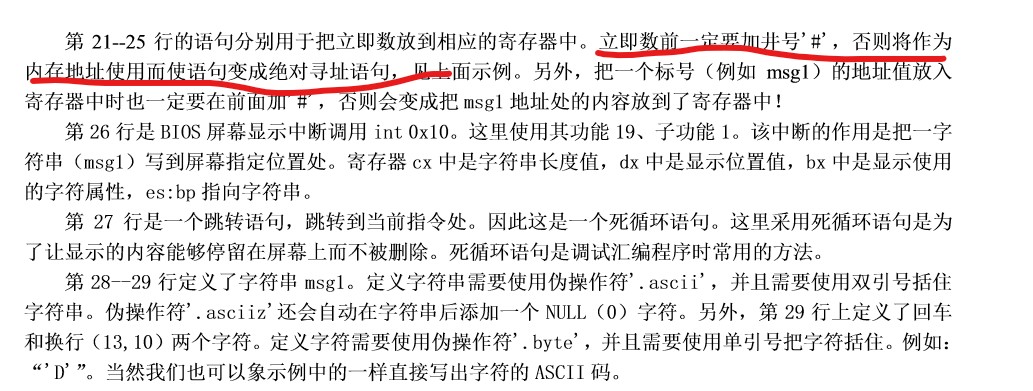 第 21--25 行的语句分别用于把立即数放到相应的寄存器中。立即数前一定要加井号'#'，否则将作为
内存地址使用而使语句变成绝对寻址语句，见上面示例。另外，把一个标号（例如 msg1）的地址值放入
寄存器中时也一定要在前面加'#'，否则会变成把 msg1 地址处的内容放到了寄存器中！
第 26 行是 BIOS 屏幕显示中断调用 int 0x10。这里使用其功能 19、子功能 1。该中断的作用是把一字
符串（msg1）写到屏幕指定位置处。寄存器 cx 中是字符串长度值，dx 中是显示位置值，bx 中是显示使用
的字符属性，es:bp 指向字符串。
第 27 行是一个跳转语句，跳转到当前指令处。因此这是一个死循环语句。这里采用死循环语句是为
了让显示的内容能够停留在屏幕上而不被删除。死循环语句是调试汇编程序时常用的方法。
第 28--29 行定义了字符串 msg1。定义字符串需要使用伪操作符'.ascii'，并且需要使用双引号括住
字符串。伪操作符'.asciiz'还会自动在字符串后添加一个 NULL（0）字符。另外，第 29 行上定义了回车
和换行（13,10）两个字符。定义字符需要使用伪操作符'.byte'，并且需要使用单引号把字符括住。例如：
“'D'”。当然我们也可以象示例中的一样直接写出字符的 ASCII 码。